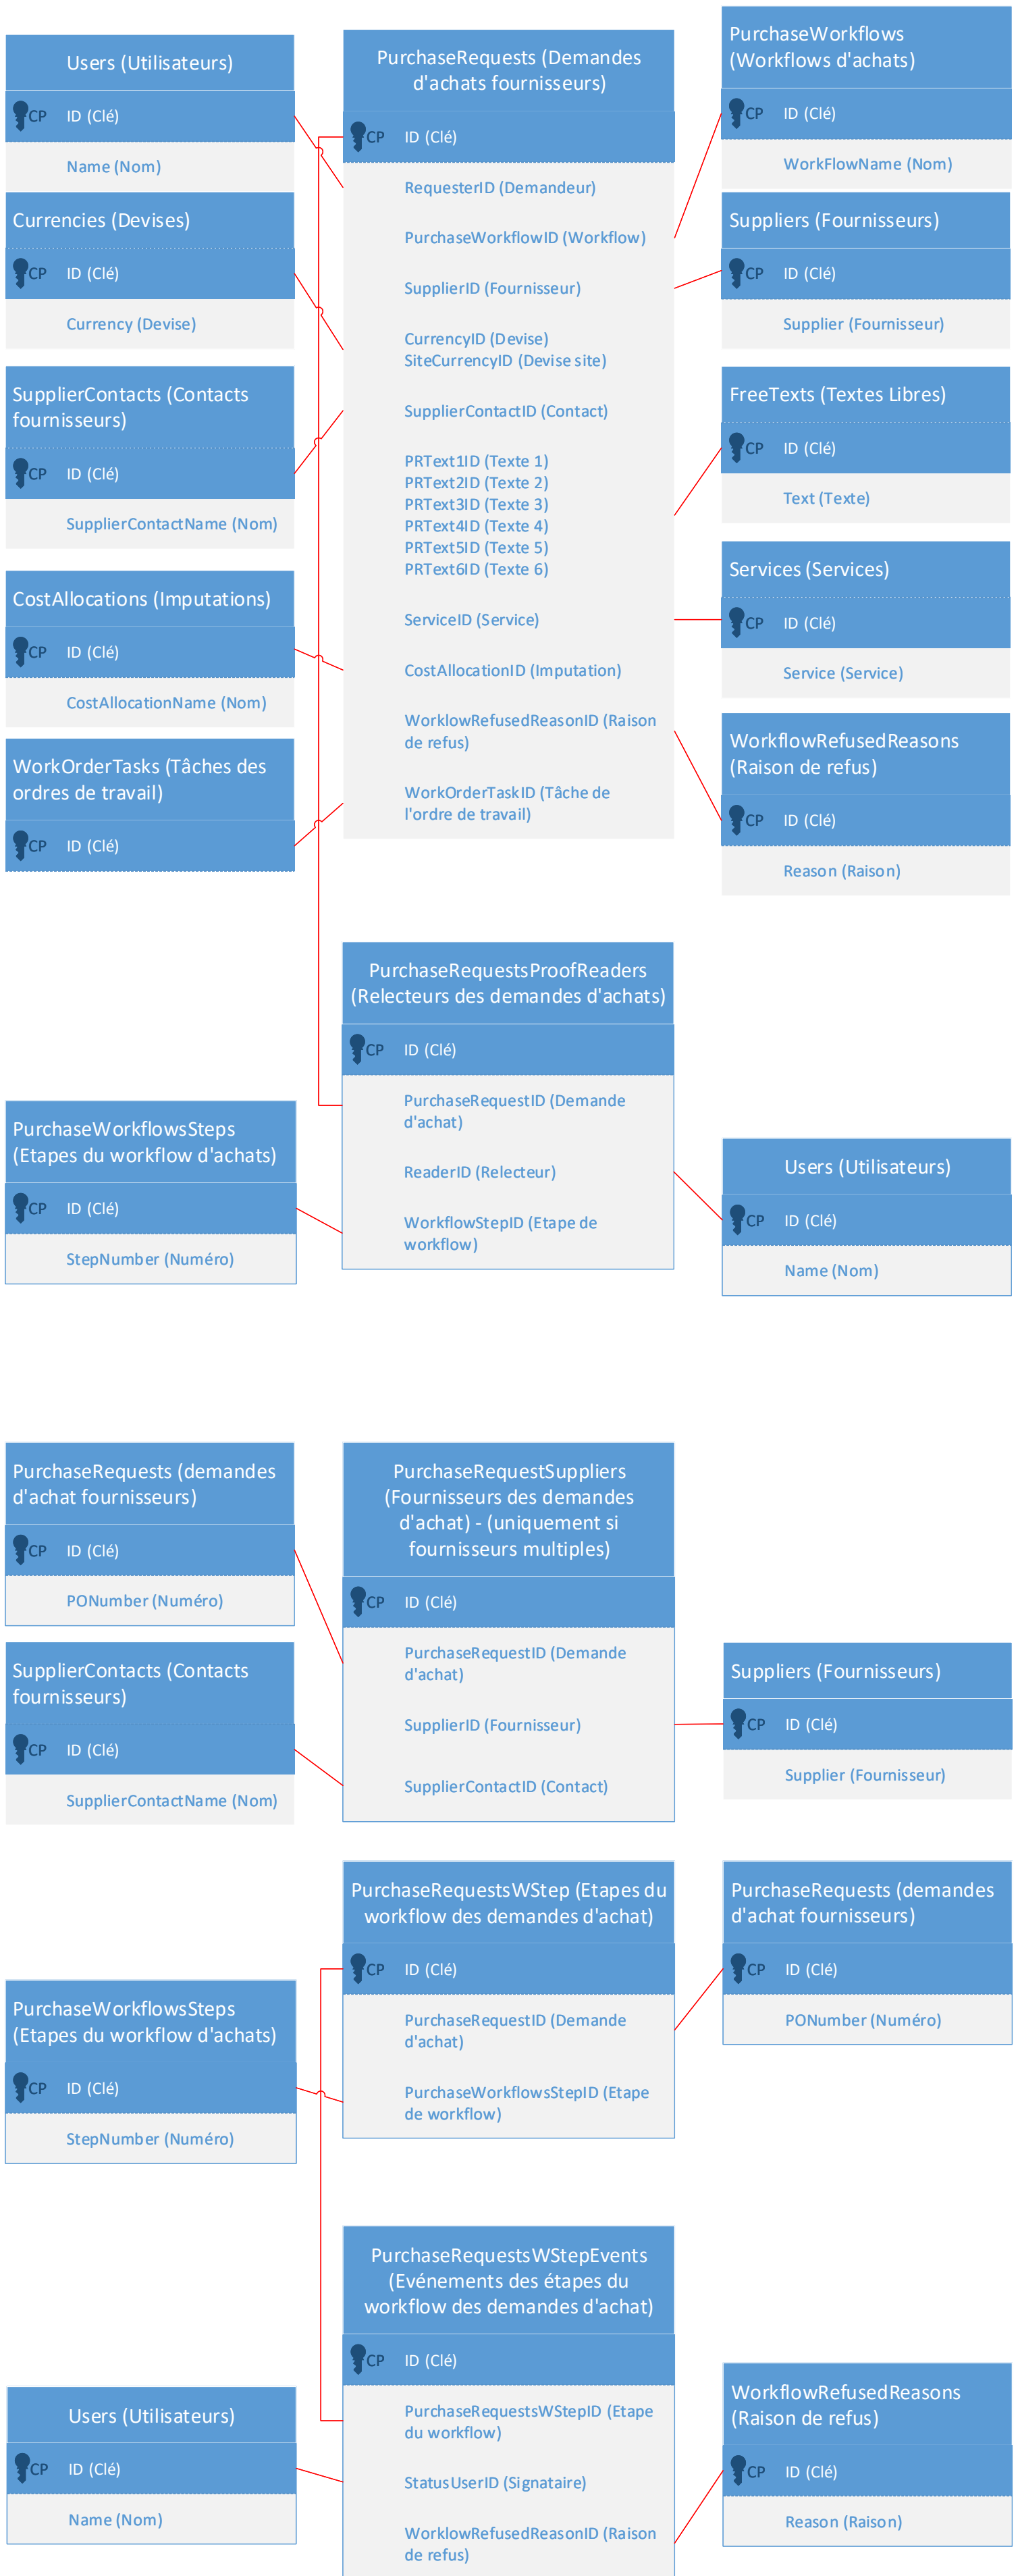 Users (Utilisateurs)
CP ID (Clé)
Name (Nom)
Currencies (Devises)
CP ID (Clé)
Currency (Devise)
SupplierContacts (Contacts
fournisseurs)
CP ID (Clé)
SupplierContactName (Nom)
CostAllocations (Imputations)
CP ID (Clé)
CostAllocationName (Nom)
WorkOrderTasks (Tâches des
ordres de travail)
CP ID (Clé)
PurchaseRequests (Demandes
d'achats fournisseurs)
CP ID (Clé)
RequesterID (Demandeur)
PurchaseWorkflowID (Workflow)
SupplierID (Fournisseur)
CurrencyID (Devise)
SiteCurrencyID (Devise site)
SupplierContactID (Contact)
PRText1ID (Texte 1)
PRText2ID (Texte 2)
PRText3ID (Texte 3)
PRText4ID (Texte 4)
PRText5ID (Texte 5)
PRText6ID (Texte 6)
ServiceID (Service)
CostAllocationID (Imputation)
WorklowRefusedReasonID (Raison
de refus)
WorkOrderTaskID (Tâche de
l'ordre de travail)
PurchaseWorkflows
(Workflows d'achats)
CP ID (Clé)
WorkFlowName (Nom)
Suppliers (Fournisseurs)
CP ID (Clé)
Supplier (Fournisseur)
FreeTexts (Textes Libres)
CP ID (Clé)
Text (Texte)
Services (Services)
CP ID (Clé)
Service (Service)
WorkflowRefusedReasons
(Raison de refus)
CP ID (Clé)
Reason (Raison)
PurchaseRequestsProofReaders
(Relecteurs des demandes d'achats)
CP ID (Clé)
PurchaseRequestID (Demande
d'achat)
ReaderID (Relecteur)
WorkflowStepID (Etape de
workflow)
PurchaseWorkflowsSteps
(Etapes du workflow d'achats)
CP ID (Clé)
StepNumber (Numéro)
Users (Utilisateurs)
CP ID (Clé)
Name (Nom)
PurchaseRequests (demandes
d'achat fournisseurs)
CP ID (Clé)
PONumber (Numéro)
SupplierContacts (Contacts
fournisseurs)
CP ID (Clé)
SupplierContactName (Nom)
PurchaseRequestSuppliers
(Fournisseurs des demandes
d'achat) - (uniquement si
fournisseurs multiples)
CP ID (Clé)
PurchaseRequestID (Demande
d'achat)
SupplierID (Fournisseur)
SupplierContactID (Contact)
Suppliers (Fournisseurs)
CP ID (Clé)
Supplier (Fournisseur)
PurchaseRequestsWStep (Etapes du
workflow des demandes d'achat)
CP ID (Clé)
PurchaseRequestID (Demande
d'achat)
PurchaseWorkflowsStepID (Etape
de workflow)
PurchaseRequests (demandes
d'achat fournisseurs)
CP ID (Clé)
PONumber (Numéro)
PurchaseWorkflowsSteps
(Etapes du workflow d'achats)
CP ID (Clé)
StepNumber (Numéro)
PurchaseRequestsWStepEvents
(Evénements des étapes du
workflow des demandes d'achat)
CP ID (Clé)
PurchaseRequestsWStepID (Etape
du workflow)
StatusUserID (Signataire)
WorklowRefusedReasonID (Raison
de refus)
Users (Utilisateurs)
CP ID (Clé)
Name (Nom)
WorkflowRefusedReasons
(Raison de refus)
CP ID (Clé)
Reason (Raison)